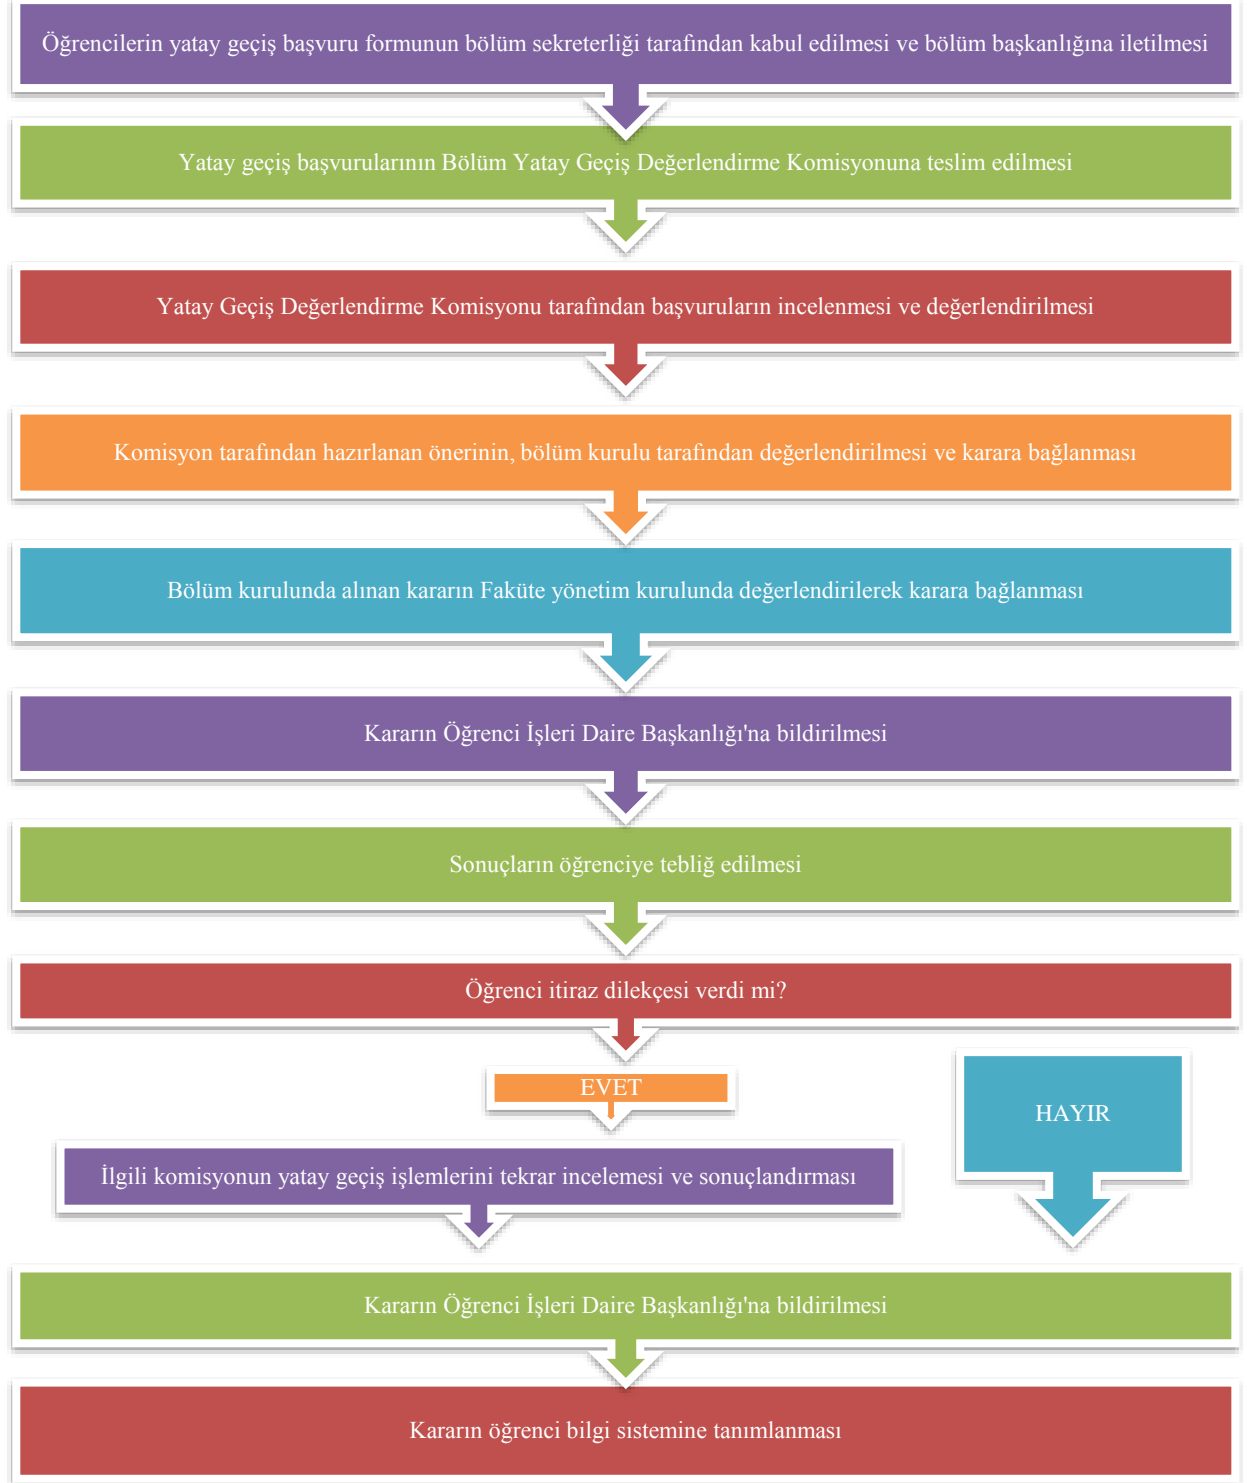 Öğrencilerin yatay geçiş başvuru formunun bölüm sekreterliği tarafından kabul edilmesi ve bölüm başkanlığına iletilmesi
Yatay geçiş başvurularının Bölüm Yatay Geçiş Değerlendirme Komisyonuna teslim edilmesi
Yatay Geçiş Değerlendirme Komisyonu tarafından başvuruların incelenmesi ve değerlendirilmesi
Komisyon tarafından hazırlanan önerinin, bölüm kurulu tarafından değerlendirilmesi ve karara bağlanması
Bölüm kurulunda alınan kararın Faküte yönetim kurulunda değerlendirilerek karara bağlanması
Kararın Öğrenci İşleri Daire Başkanlığı'na bildirilmesi
Sonuçların öğrenciye tebliğ edilmesi
Öğrenci itiraz dilekçesi verdi mi?
EVET
HAYIR
İlgili komisyonun yatay geçiş işlemlerini tekrar incelemesi ve sonuçlandırması
Kararın Öğrenci İşleri Daire Başkanlığı'na bildirilmesi
Kararın öğrenci bilgi sistemine tanımlanması